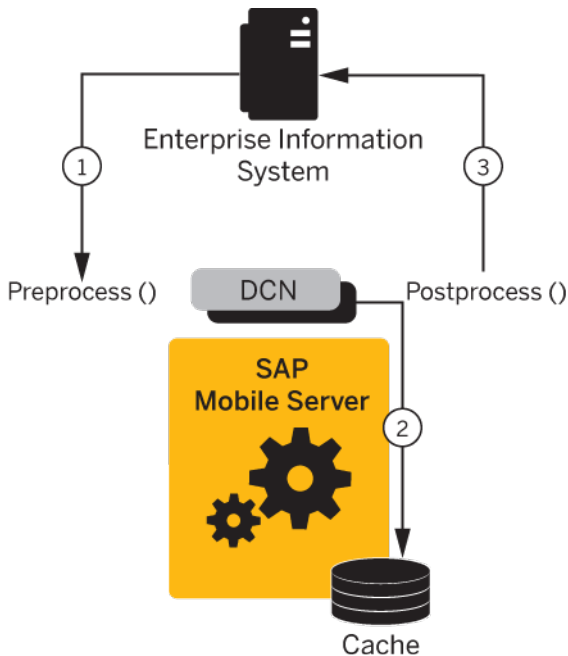 Enterprise Information
System
1
3
Preprocess ()
DCN
Postprocess ()
SAP
Mobile Server
2
Cache